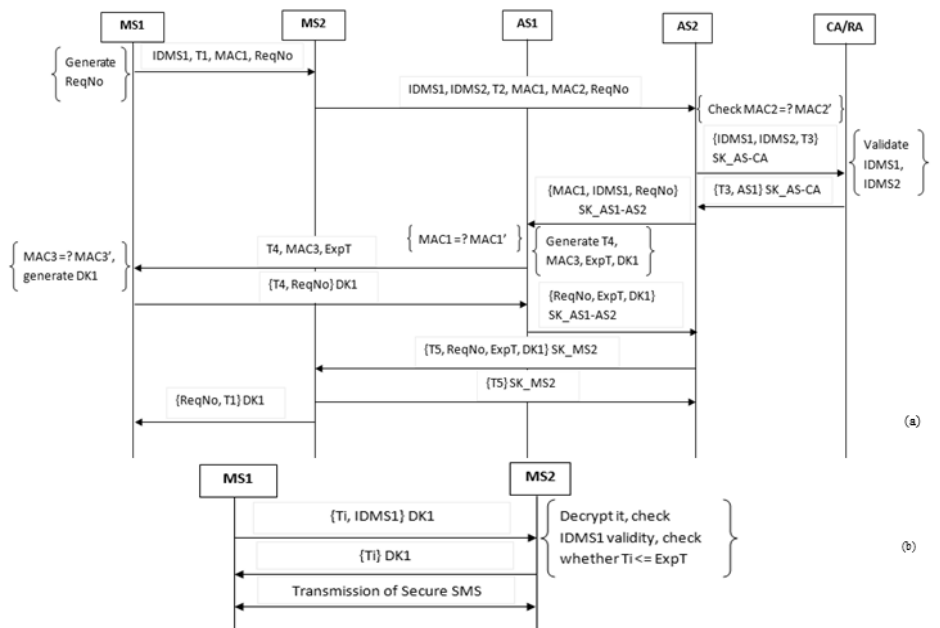 MS1
MS2
AS1
AS2
CA/RA
Generate
ReqNo
IDMS1, T1, MAC1, ReqNo
IDMS1, IDMS2, T2, MAC1, MAC2, ReqNo
Check MAC2=? MAC2'
{IDMS1, IDMS2, T3}
SK_AS-CA
Validate
IDMS1,
IDMS2
{T3, AS1} SK_AS-CA
{MAC1, IDMS1, ReqNo}
SK_AS1-AS2
MAC1=? MAC1'
Generate T4,
MAC3, ExpT, DK1
T4, MAC3, ExpT
MAC3=? MAC3',
generate DK1
{T4, ReqNo} DK1
{ReqNo, ExpT, DK1}
SK_AS1-AS2
{T5, ReqNo, ExpT, DK1} SK_MS2
{T5} SK_MS2
{ReqNo, T1} DK1
(a)
MS1
MS2
{Ti, IDMS1} DK1
Decrypt it, check
IDMS1 validity, check
whether Ti <= ExpT
{Ti} DK1
Transmission of Secure SMS
(b)